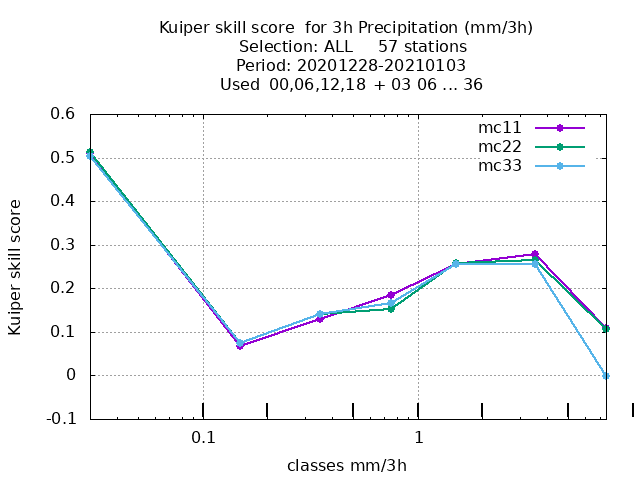 Kuiper skill score  for 3h Precipitation (mm/3h)
Selection: ALL     57 stations
Period: 20201228-20210103
Used  00,06,12,18  + 03 06 ... 36
mc11
mc22
mc33
0.6
0.5
0.4
0.3
0.2
0.1
0
-0.1
Kuiper skill score
0.1
1
classes mm/3h